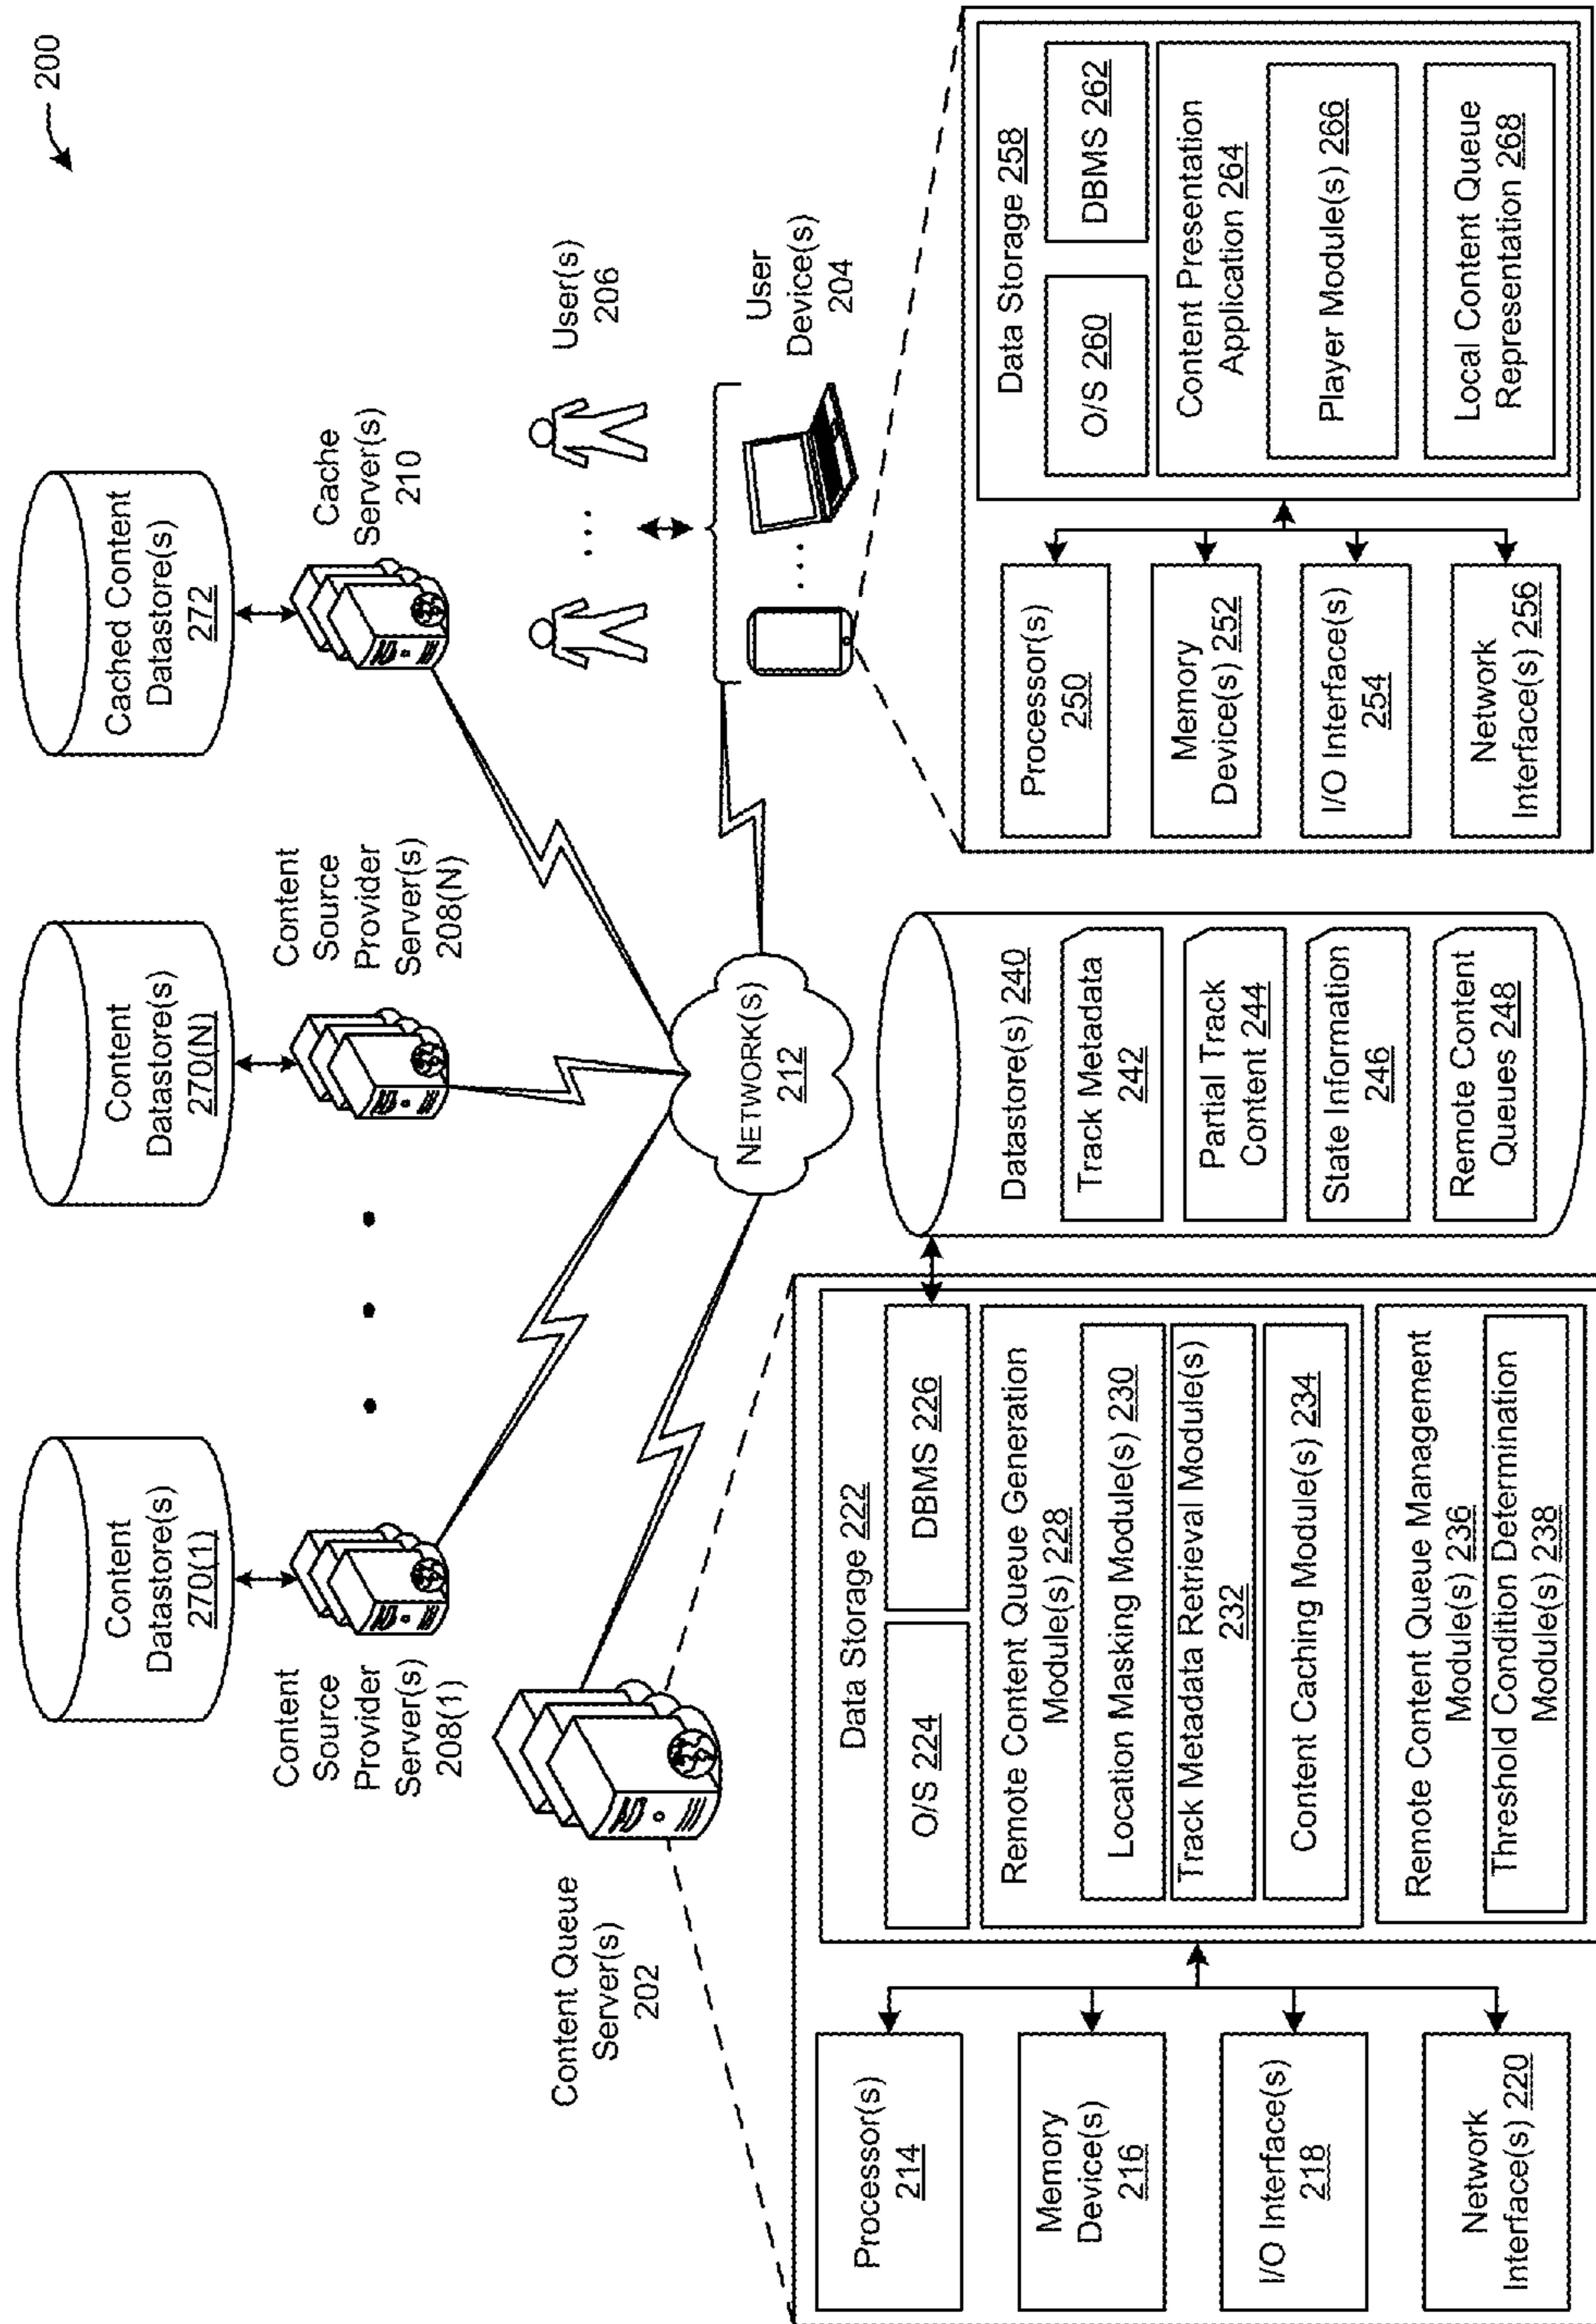 200
Content
Datastore(s)
270(1)
Content
Datastore(s)
270(N)
Cached Content
Datastore(s)
272
Content
Source
Provider
Server(s)
208(1)
Content
Source
Provider
Server(s)
208(N)
Cache
Server(s)
210
User(s)
206
User
Device(s)
204
Content Queue
Server(s)
202
NETWORK(S)
212
Processor(s)
214
Memory
Device(s)
216
I/O Interface(s)
218
Network
Interface(s) 220
Data Storage 222
O/S 224
DBMS 226
Remote Content Queue Generation
Module(s) 228
Location Masking Module(s) 230
Track Metadata Retrieval Module(s)
232
Content Caching Module(s) 234
Remote Content Queue Management
Module(s) 236
Threshold Condition Determination
Module(s) 238
Datastore(s) 240
Track Metadata
242
Partial Track
Content 244
State Information
246
Remote Content
Queues 248
Processor(s)
250
Memory
Device(s) 252
I/O Interface(s)
254
Network
Interface(s) 256
Data Storage 258
O/S 260
DBMS 262
Content Presentation
Application 264
Player Module(s) 266
Local Content Queue
Representation 268